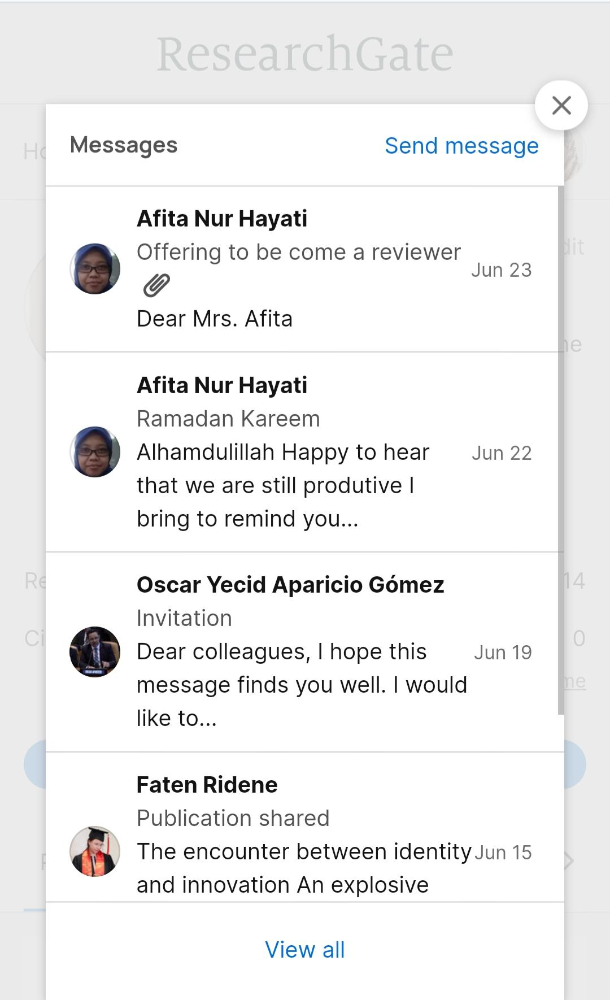 ResearchGate
Messages
Send message
Afita Nur Hayati
Offering to be come a reviewer
Jun 23
Dear Mrs. Afita
Afita Nur Hayati
Ramadan Kareem
Alhamdulillah Happy to hear
Jun 22
that we are still produtive I
bring to remind you...
Oscar Yecid Aparicio Gómez
Invitation
Dear colleagues, I hope this
Jun 19
message finds you well. I would
like to...
Faten Ridene
Publication shared
The encounter between identity
Jun 15
and innovation An explosive
14
0
View all